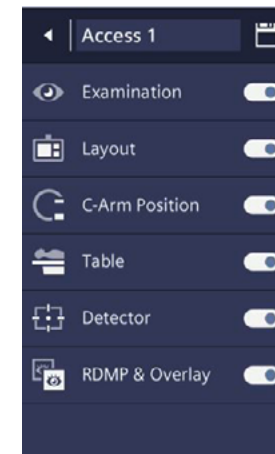 Access 1
Examination
Layout
C-Arm Position
Table
Detector
RDMP & Overlay